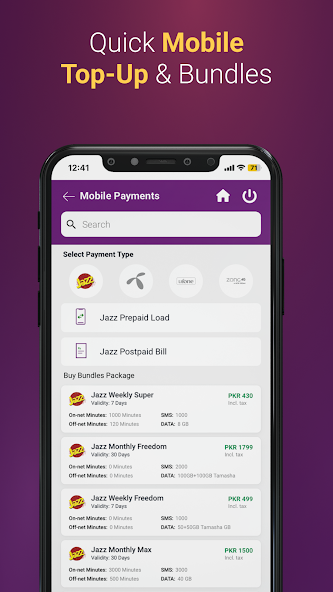 Quick Mobile
Top-Up & Bundles
12:41
71
Mobile Payments
Search
Select Payment Type
Jazz
ufone
zong
Jazz Prepaid Load
Jazz Postpaid Bill
Buy Bundles Package
Jazz
Jazz Weekly Super
PKR 430
Validity: 7 Days
Incl. tax
On-net Minutes: 1000 Minutes SMS: 1000
Off-net Minutes: 120 Minutes DATA: 8 GB
Jazz
Jazz Monthly Freedom
PKR 1799
Validity: 30 Days
Incl. tax
On-net Minutes: 0 Minutes SMS: 2000
Off-net Minutes: 0 Minutes DATA: 100GB+100GB Tamasha
Jazz
Jazz Weekly Freedom
PKR 499
Validity: 7 Days
Incl. tax
On-net Minutes: 0 Minutes SMS: 1000
Off-net Minutes: 0 Minutes DATA: 30+50GB Tamasha GB
Jazz
Jazz Monthly Max
PKR 1500
Validity: 30 Days
Incl. tax
On-net Minutes: 3000 Minutes SMS: 3000
Off-net Minutes: 500 Minutes DATA: 40 GB